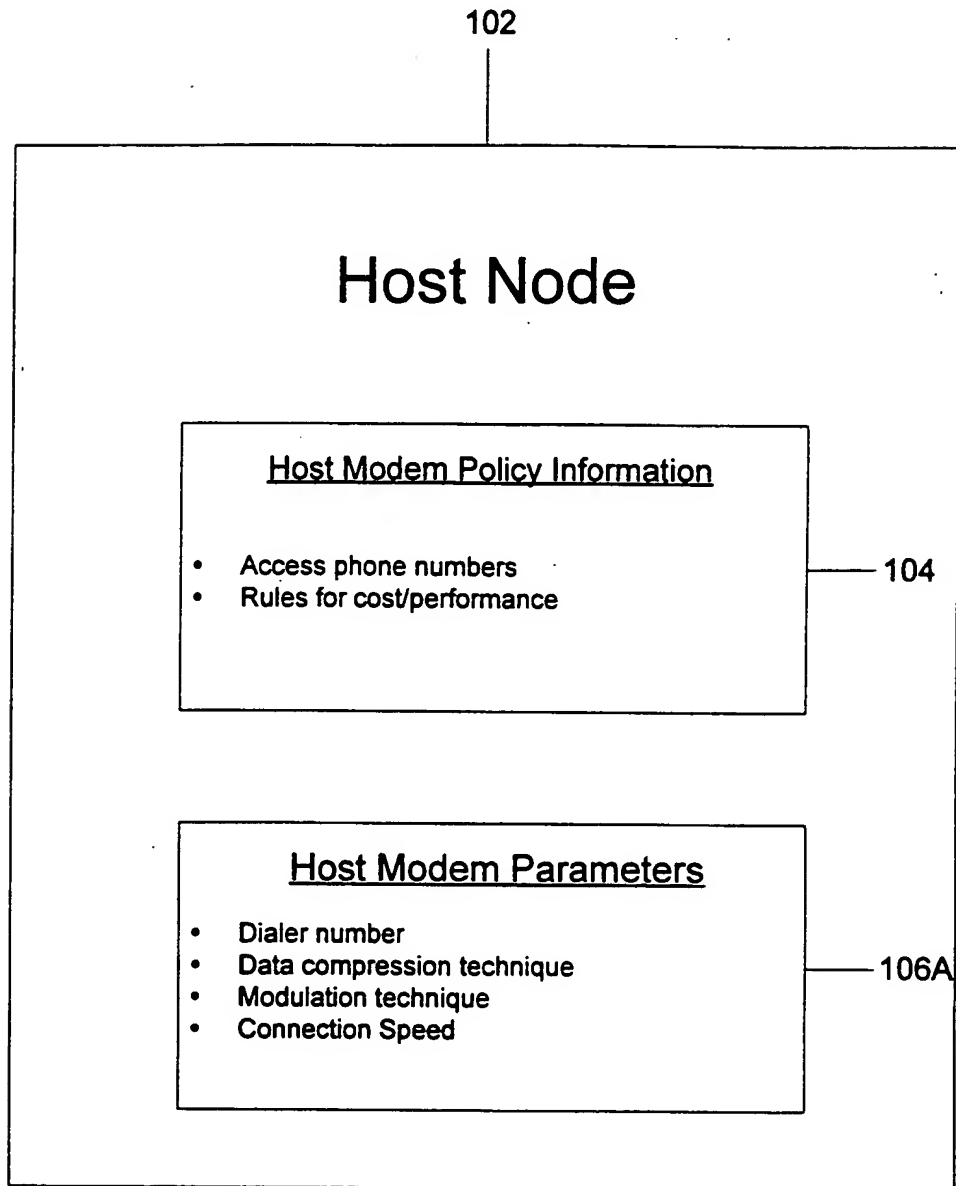 102
Host Node
Host Modem Policy Information
• Access phone numbers
• Rules for cost/performance
104
Host Modem Parameters
• Dialer number
• Data compression technique
• Modulation technique
• Connection Speed
106A